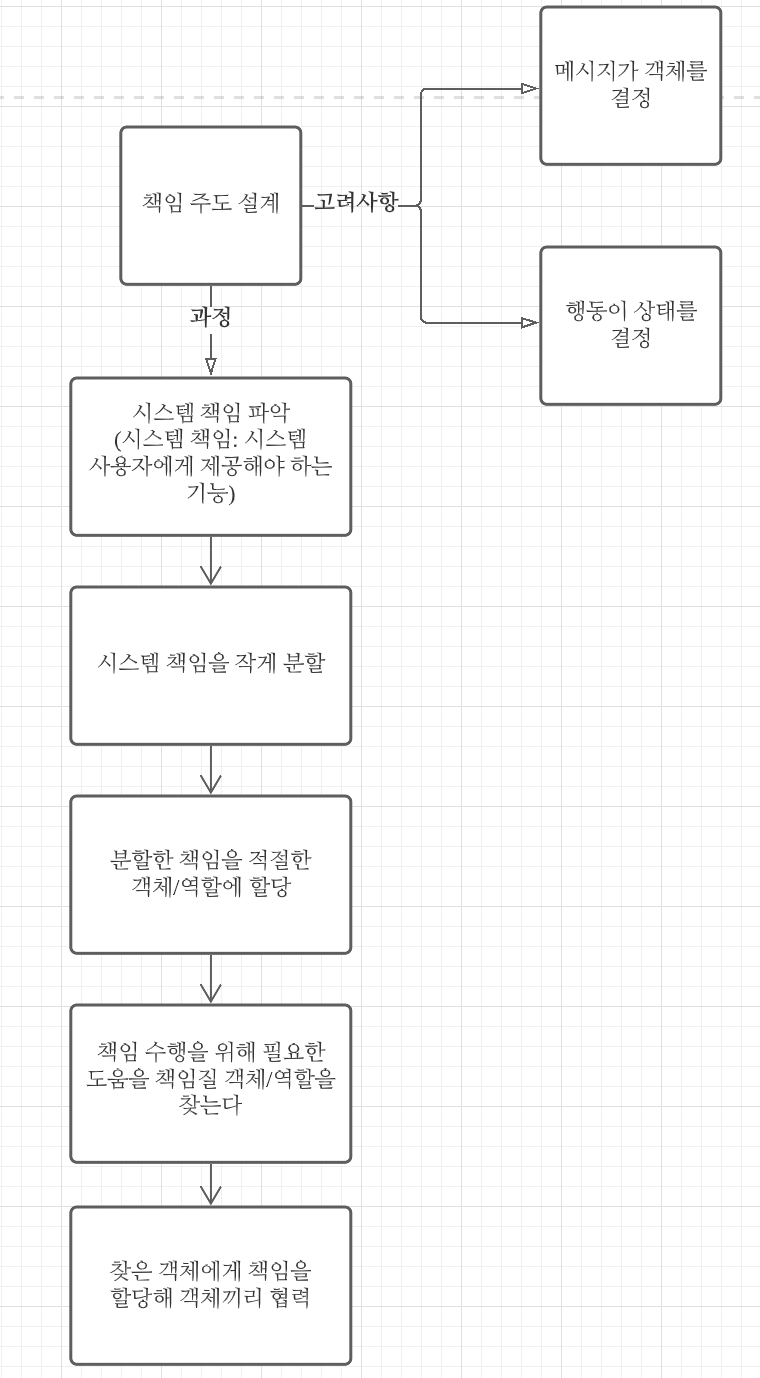 메시지가 객체를
결정
책임 주도 설계
고려사항
행동이 상태를
결정
과정
시스템 책임 파악
(시스템 책임: 시스템
사용자에게 제공해야 하는
기능)
시스템 책임을 작게 분할
분할한 책임을 적절한
객체/역할에 할당
책임 수행을 위해 필요한
도움을 책임질 객체/역할을
찾는다
찾은 객체에게 책임을
할당해 객체끼리 협력